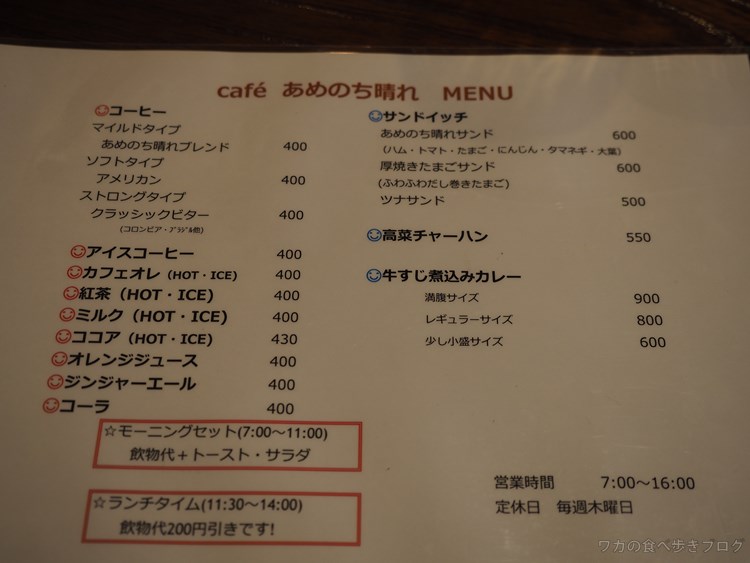 café あめのち晴れ MENU
コーヒー
マイルドタイプ
あめのち晴れブレンド 400
ソフトタイプ
アメリカン 400
ストロングタイプ
クラッシックビター 400
(コロンビア・ブラジル他)
アイスコーヒー 400
カフェオレ (HOT・ICE) 400
紅茶 (HOT・ICE) 400
ミルク (HOT・ICE) 400
ココア (HOT・ICE) 430
オレンジジュース 400
ジンジャーエール 400
コーラ 400
☆モーニングセット(7:00～11:00)
飲物代＋トースト・サラダ
☆ランチタイム(11:30～14:00)
飲物代200円引きです!
サンドイッチ
あめのち晴れサンド 600
(ハム・トマト・たまご・にんじん・タマネギ・大葉)
厚焼きたまごサンド 600
(ふわふわだし巻きたまご)
ツナサンド 500
高菜チャーハン 550
牛すじ煮込みカレー
満腹サイズ 900
レギュラーサイズ 800
少し小盛サイズ 600
営業時間 7:00～16:00
定休日 毎週木曜日
ワカの食べ歩きブログ